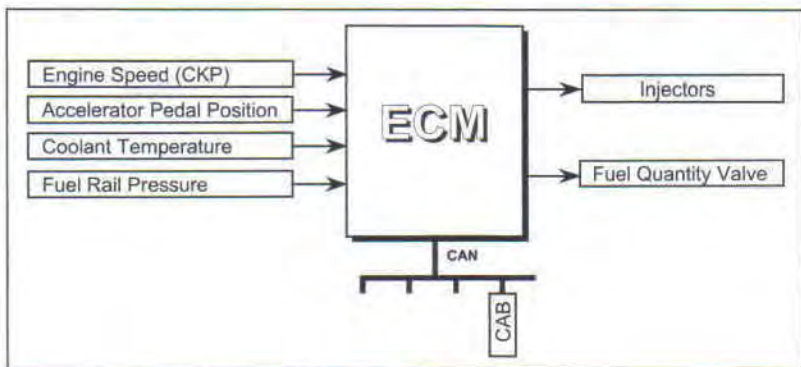 Engine Speed (CKP)
Accelerator Pedal Position
Coolant Temperature
Fuel Rail Pressure
ECM
Injectors
Fuel Quantity Valve
CAN
CAB